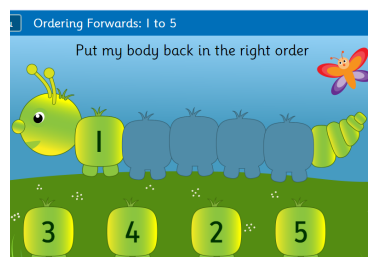 Ordering Forwards: 1 to 5
Put my body back in the right order
1
3 4 2 5